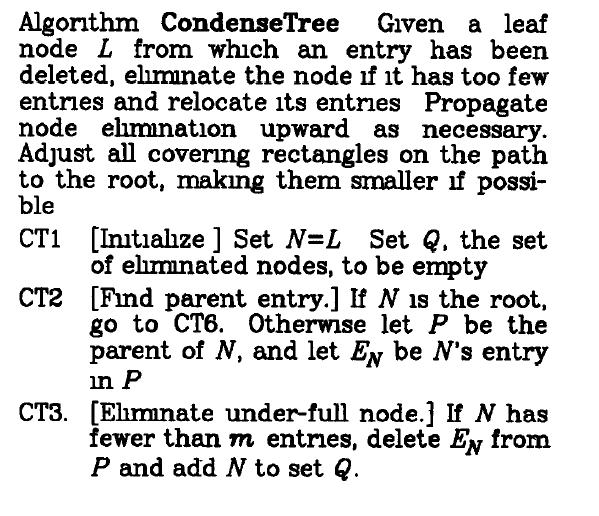 Algorithm CondenseTree Given a leaf
node L from which an entry has been
deleted, eliminate the node if it has too few
entries and relocate its entries Propagate
node elimination upward as necessary.
Adjust all covering rectangles on the path
to the root, making them smaller if possi-
ble
CT1 [Initialize ] Set N=L Set Q, the set
of eliminated nodes, to be empty
CT2 [Find parent entry.] If N is the root,
go to CT6. Otherwise let P be the
parent of N, and let E_N be N's entry
in P
CT3. [Eliminate under-full node.] If N has
fewer than m entries, delete E_N from
P and add N to set Q.